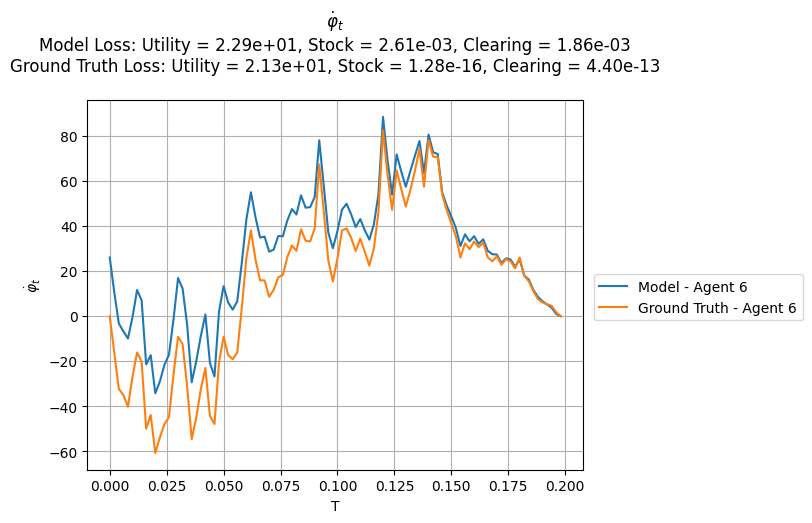 φ̇ₜ
Model Loss: Utility = 2.29e+01, Stock = 2.61e-03, Clearing = 1.86e-03
Ground Truth Loss: Utility = 2.13e+01, Stock = 1.28e-16, Clearing = 4.40e-13
80
60
40
20
0
−20
−40
−60
φ̇ₜ
0.000 0.025 0.050 0.075 0.100 0.125 0.150 0.175 0.200
T
Model - Agent 6
Ground Truth - Agent 6